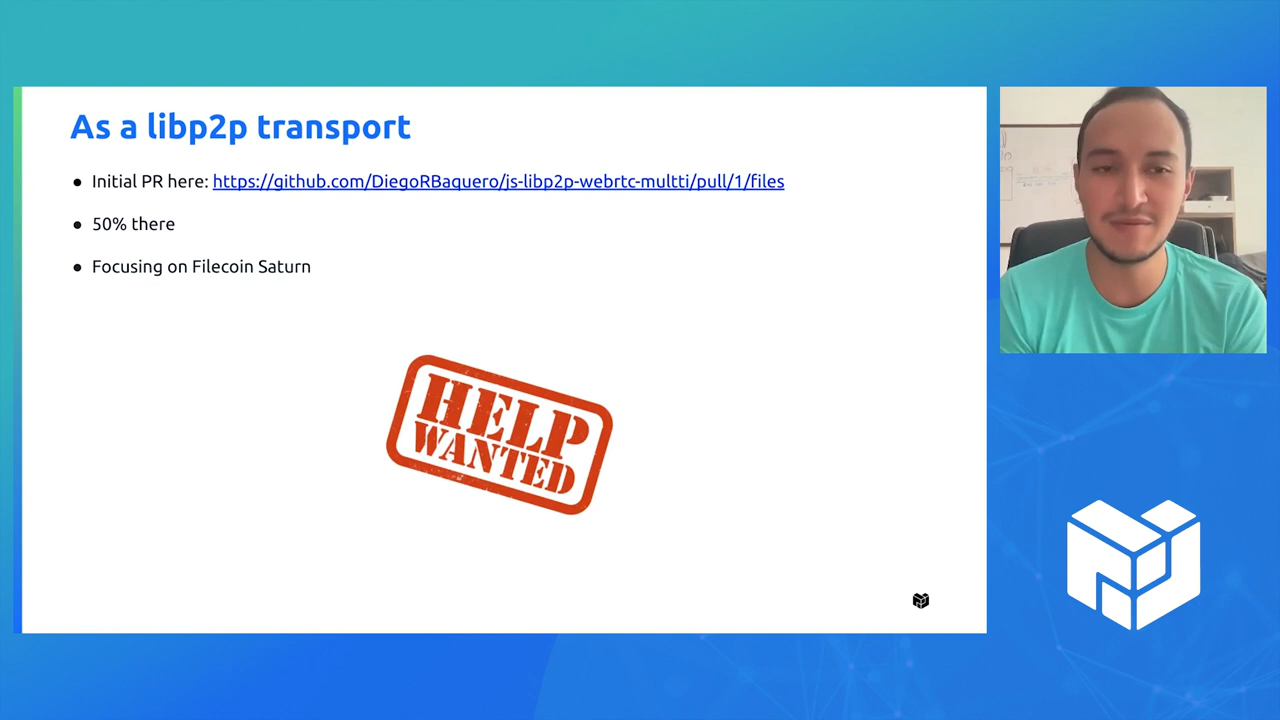 As a libp2p transport
● Initial PR here: https://github.com/DiegoRBaquero/js-libp2p-webrtc-multti/pull/1/files
● 50% there
● Focusing on Filecoin Saturn
HELP
WANTED